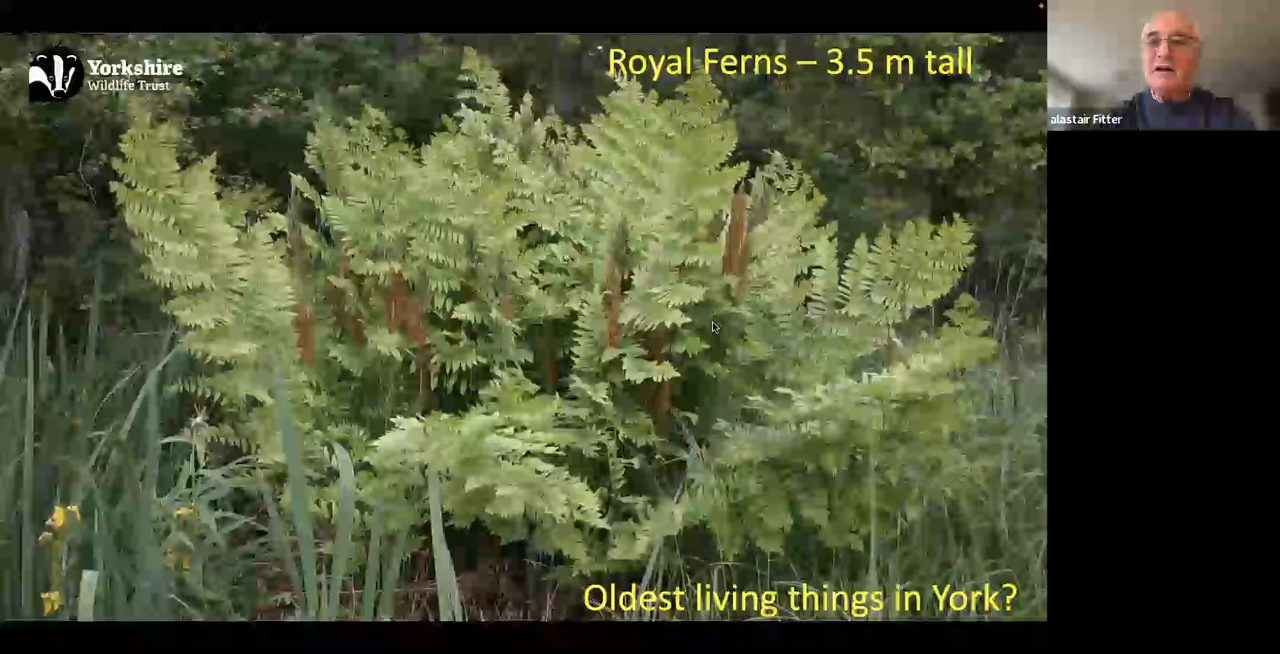 Yorkshire
Wildlife Trust
Royal Ferns – 3.5 m tall
alastair Fitter
Oldest living things in York?